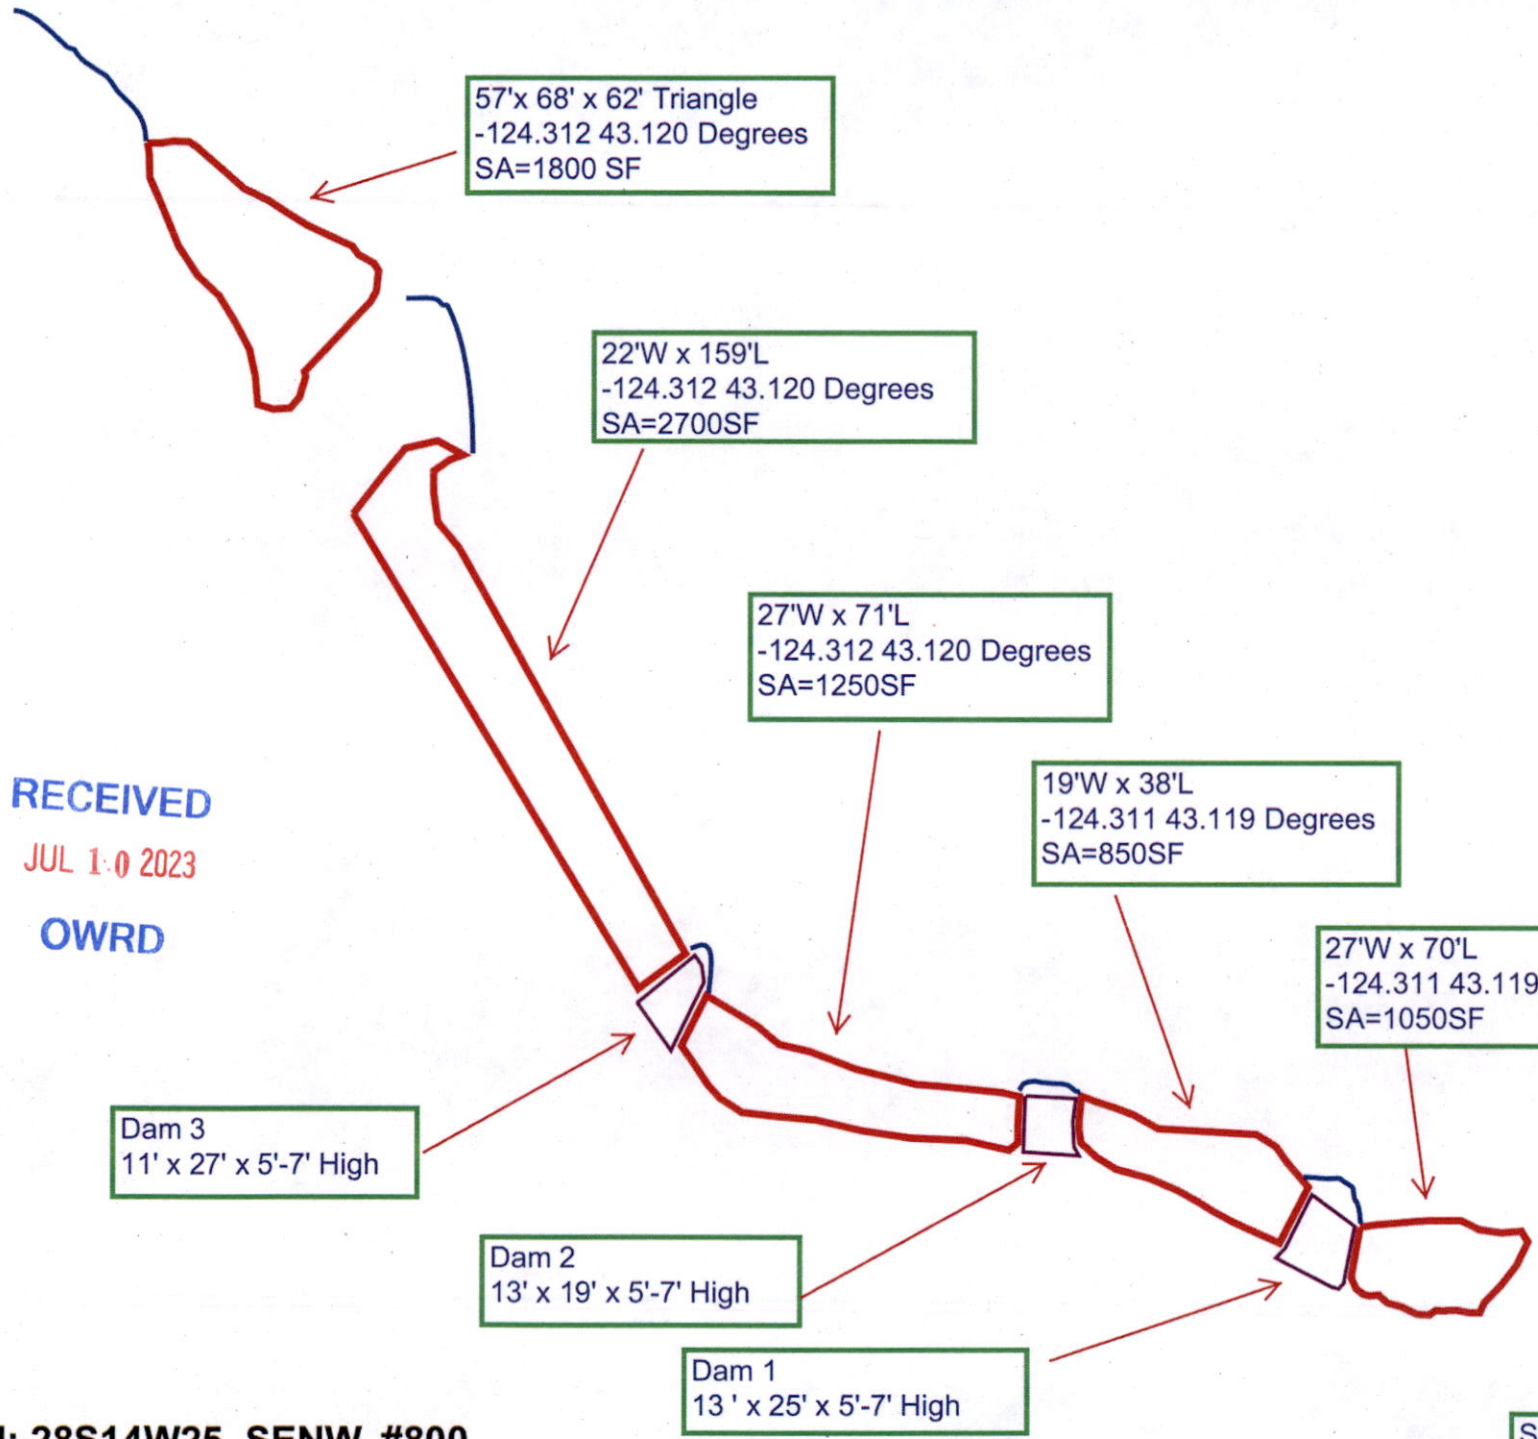 57'x 68' x 62' Triangle
-124.312 43.120 Degrees
SA=1800 SF
22'W x 159'L
-124.312 43.120 Degrees
SA=2700SF
27'W x 71'L
-124.312 43.120 Degrees
SA=1250SF
19'W x 38'L
-124.311 43.119 Degrees
SA=850SF
RECEIVED
JUL 10 2023
OWRD
27'W x 70'L
-124.311 43.119
SA=1050SF
Dam 3
11' x 27' x 5'-7' High
Dam 2
13' x 19' x 5'-7' High
Dam 1
13 ' x 25' x 5'-7' High
28S14W25 SENW #800